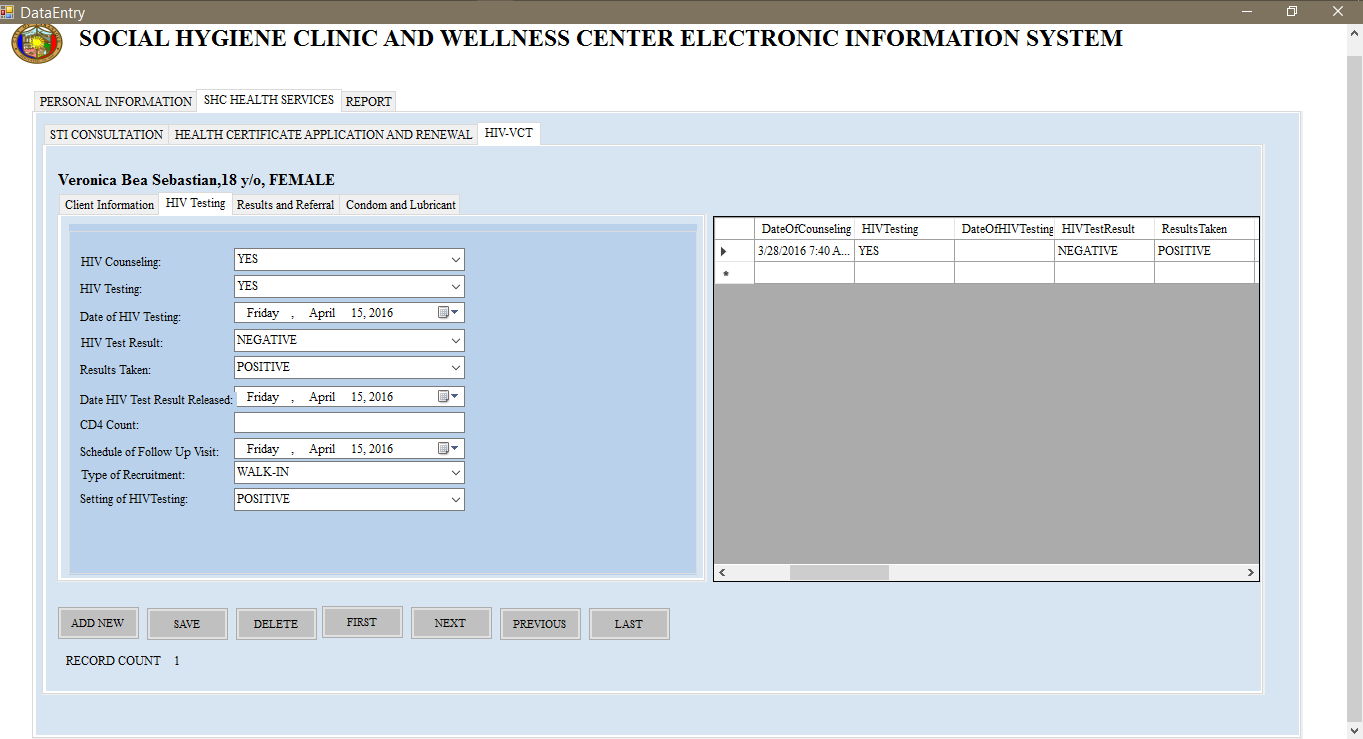 DataEntry
SOCIAL HYGIENE CLINIC AND WELLNESS CENTER ELECTRONIC INFORMATION SYSTEM
PERSONAL INFORMATION SHC HEALTH SERVICES REPORT
STI CONSULTATION HEALTH CERTIFICATE APPLICATION AND RENEWAL HIV-VCT
Veronica Bea Sebastian,18 y/o, FEMALE
Client Information HIV Testing Results and Referral Condom and Lubricant
HIV Counseling: YES
HIV Testing: YES
Date of HIV Testing: Friday , April 15, 2016
HIV Test Result: NEGATIVE
Results Taken: POSITIVE
Date HIV Test Result Released: Friday , April 15, 2016
CD4 Count:
Schedule of Follow Up Visit: Friday , April 15, 2016
Type of Recruitment: WALK-IN
Setting of HIVTesting: POSITIVE
DateOfCounseling HIVTesting DateOfHIVTesting HIVTestResult ResultsTaken
3/28/2016 7:40 A... YES NEGATIVE POSITIVE
ADD NEW SAVE DELETE FIRST NEXT PREVIOUS LAST
RECORD COUNT 1